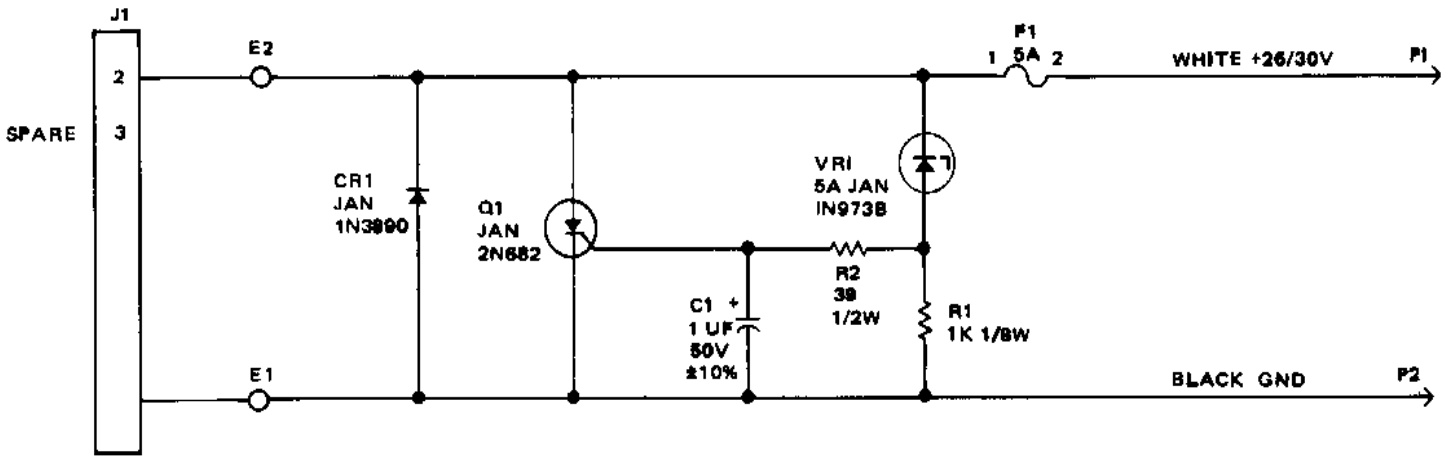 J1
E2
2
3
SPARE
CR1
JAN
1N3890
Q1
JAN
2N682
C1 +
1 UF
50V
±10%
R2
39
1/2W
VR1
5A JAN
IN973B
R1
1K 1/8W
F1
1 5A 2
WHITE +26/30V P1
E1
BLACK GND P2